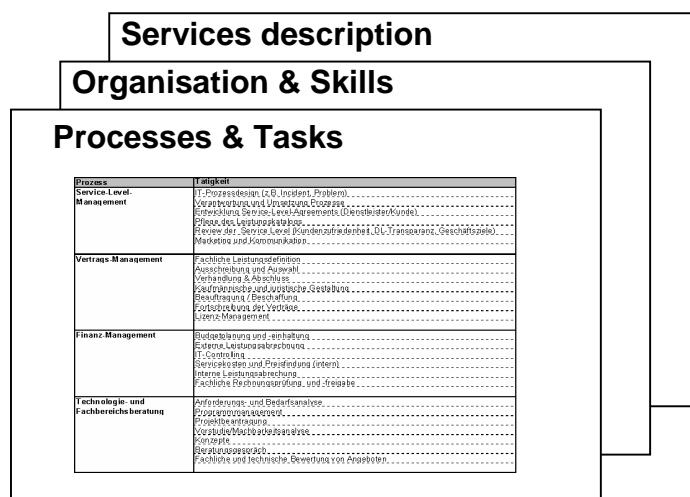 Services description
Organisation & Skills
Processes & Tasks
Prozess Tätigkeit
Service-Level-Management IT-Prozessdesign (z.B. Incident, Problem)
Verantwortung und Umsetzung Prozesse
Entwicklung Service-Level-Agreements (Dienstleister/Kunde)
Pflege des Leistungskatalogs
Review der Service Level (Kundenzufriedenheit, DL-Transparanz, Geschäftsziele)
Marketing und Kommunikation
Vertrags-Management Fachliche Leistungsdefinition
Ausschreibung und Auswahl
Verhandlung & Abschluss
Kaufmännische und juristische Gestaltung
Beauftragung / Beschaffung
Fortschreibung der Verträge
Lizenz-Management
Finanz-Management Budgetplanung und -einhaltung
Externe Leistungsabrechnung
IT-Controlling
Servicekosten und Preisfindung (intern)
Interne Leistungsabrechung
Fachliche Rechnungsprüfung und -freigabe
Technologie- und Anforderungs- und Bedarfsanalyse
Fachbereichsberatung Programmmanagement
Projektbeantragung
Vorstudie/Machbarkeitsanalyse
Konzepte
Beratungsgespräch
Fachliche und technische Bewertung von Angeboten